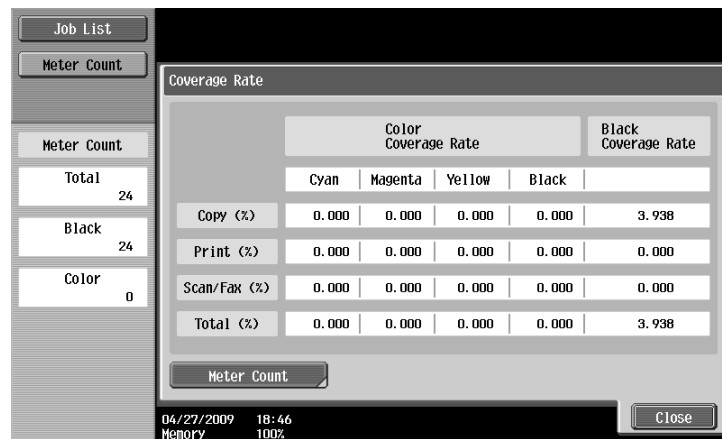 Job List
Meter Count
Meter Count
Total
24
Black
24
Color
0
Coverage Rate
Color
Coverage Rate
Black
Coverage Rate
Cyan Magenta Yellow Black
Copy (%) 0.000 0.000 0.000 0.000 3.938
Print (%) 0.000 0.000 0.000 0.000 0.000
Scan/Fax (%) 0.000 0.000 0.000 0.000 0.000
Total (%) 0.000 0.000 0.000 0.000 3.938
Meter Count
04/27/2009 18:46
Memory 100%
Close